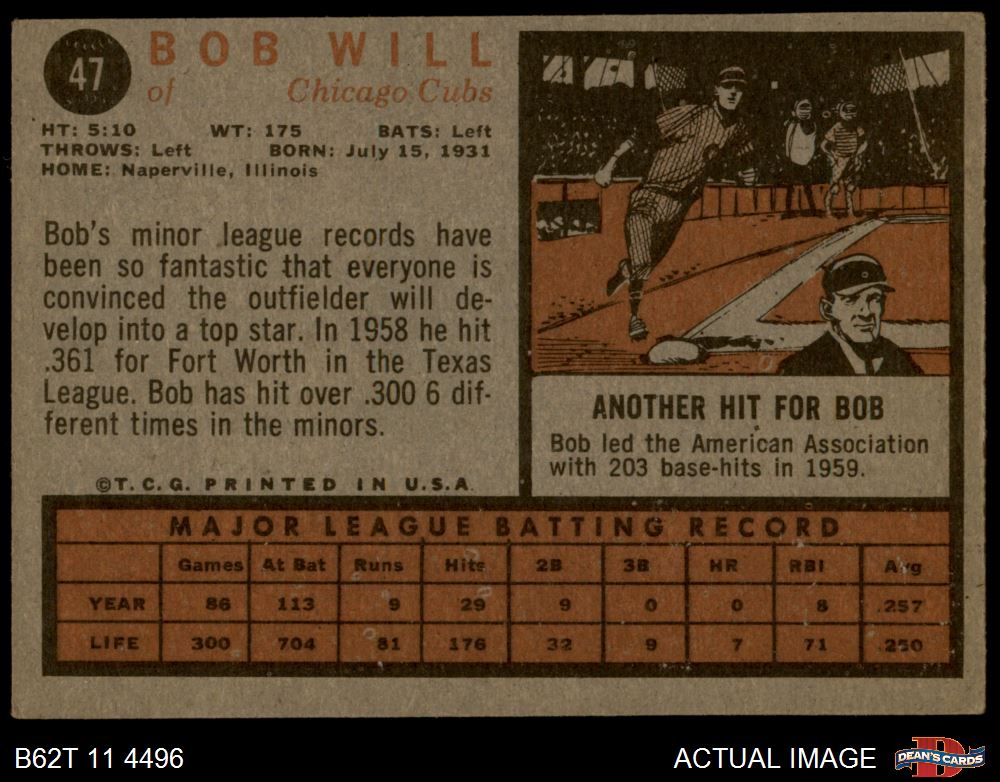 47
BOB WILL
of Chicago Cubs
HT: 5:10 WT: 175 BATS: Left
THROWS: Left BORN: July 15, 1931
HOME: Naperville, Illinois
Bob's minor league records have
been so fantastic that everyone is
convinced the outfielder will de-
velop into a top star. In 1958 he hit
.361 for Fort Worth in the Texas
League. Bob has hit over .300 6 dif-
ferent times in the minors.
©T. C. G. PRINTED IN U.S.A.
ANOTHER HIT FOR BOB
Bob led the American Association
with 203 base-hits in 1959.
MAJOR LEAGUE BATTING RECORD
Games At Bat Runs Hits 2B 3B HR RBI Avg
YEAR 86 113 9 29 9 0 0 8 .257
LIFE 300 704 81 176 32 9 7 71 .250
B62T 11 4496
ACTUAL IMAGE
D
DEAN'S CARDS